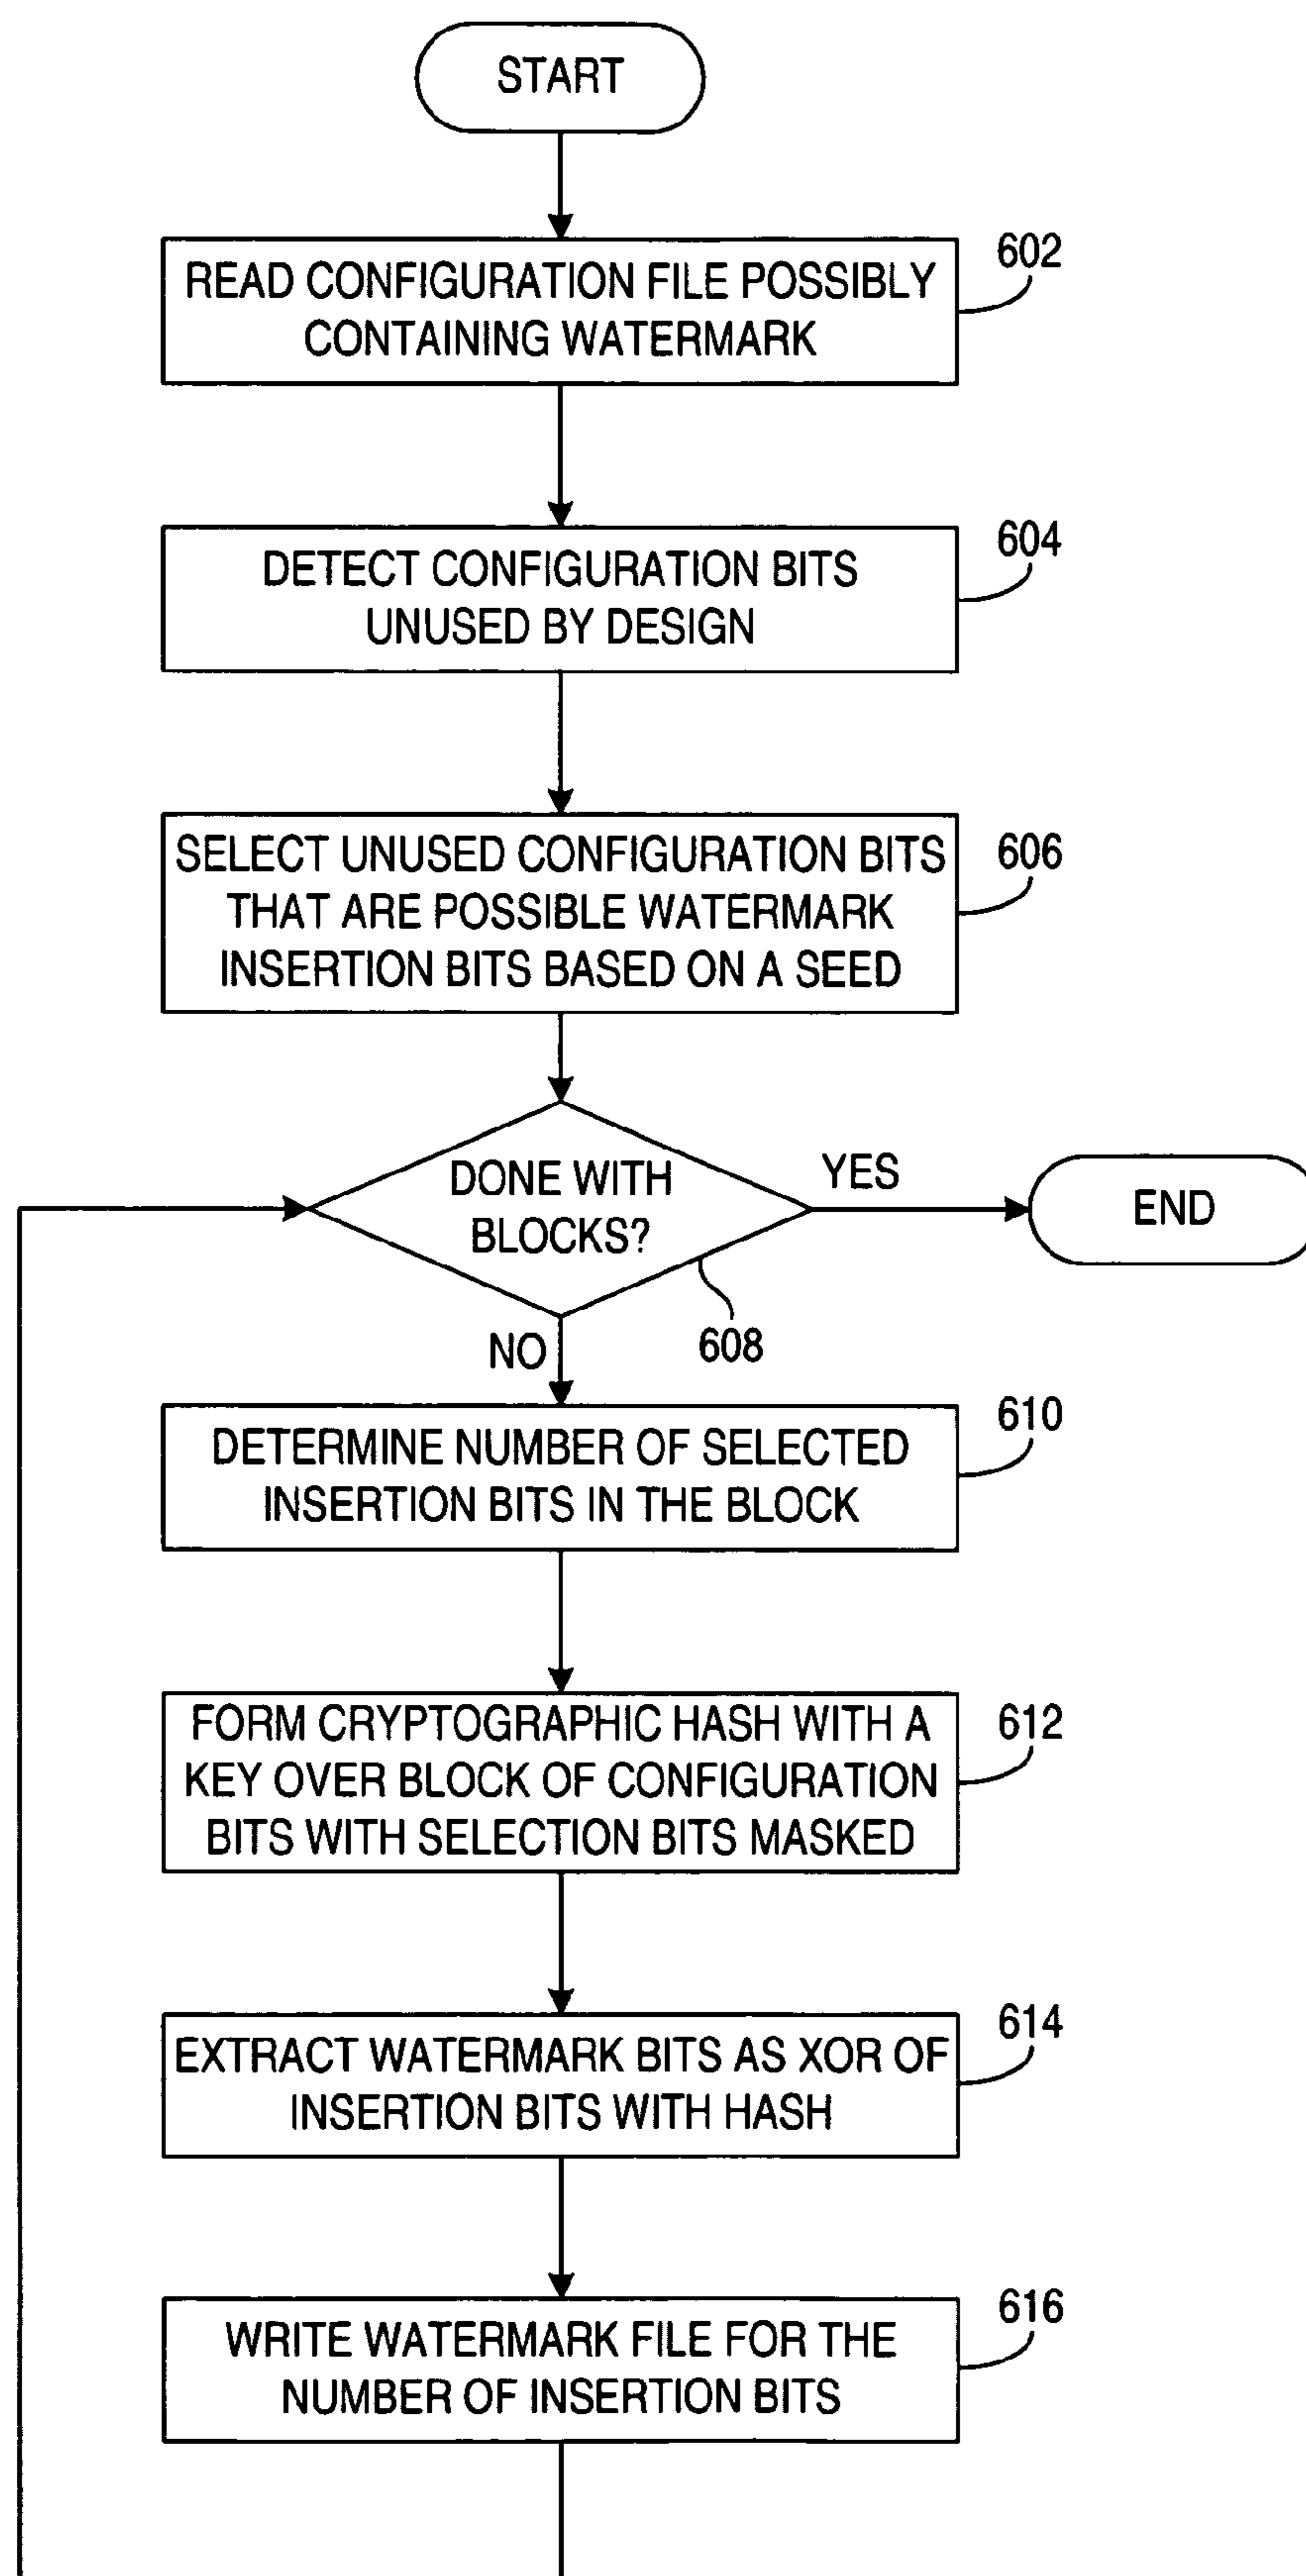 START
READ CONFIGURATION FILE POSSIBLY
CONTAINING WATERMARK
602
DETECT CONFIGURATION BITS
UNUSED BY DESIGN
604
SELECT UNUSED CONFIGURATION BITS
THAT ARE POSSIBLE WATERMARK
INSERTION BITS BASED ON A SEED
606
DONE WITH
BLOCKS?
YES
END
NO
608
DETERMINE NUMBER OF SELECTED
INSERTION BITS IN THE BLOCK
610
FORM CRYPTOGRAPHIC HASH WITH A
KEY OVER BLOCK OF CONFIGURATION
BITS WITH SELECTION BITS MASKED
612
EXTRACT WATERMARK BITS AS XOR OF
INSERTION BITS WITH HASH
614
WRITE WATERMARK FILE FOR THE
NUMBER OF INSERTION BITS
616